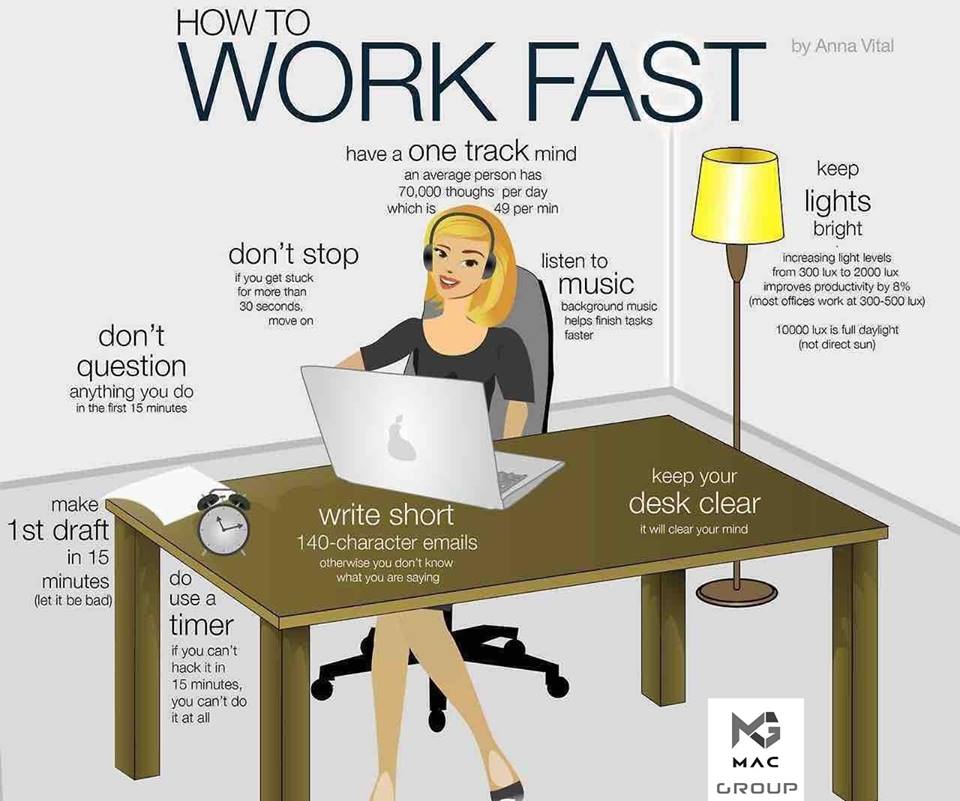 HOW TO
WORK FAST
by Anna Vital
have a one track mind
an average person has
70,000 thoughs per day
which is 49 per min
keep
lights
bright
increasing light levels
from 300 lux to 2000 lux
improves productivity by 8%
(most offices work at 300-500 lux)
10000 lux is full daylight
(not direct sun)
don't stop
if you get stuck
for more than
30 seconds,
move on
listen to
music
background music
helps finish tasks
faster
don't
question
anything you do
in the first 15 minutes
make
1st draft
in 15
minutes
(let it be bad)
do
use a
timer
if you can't
hack it in
15 minutes,
you can't do
it at all
write short
140-character emails
otherwise you don't know
what you are saying
keep your
desk clear
it will clear your mind
MG
MAC
GROUP